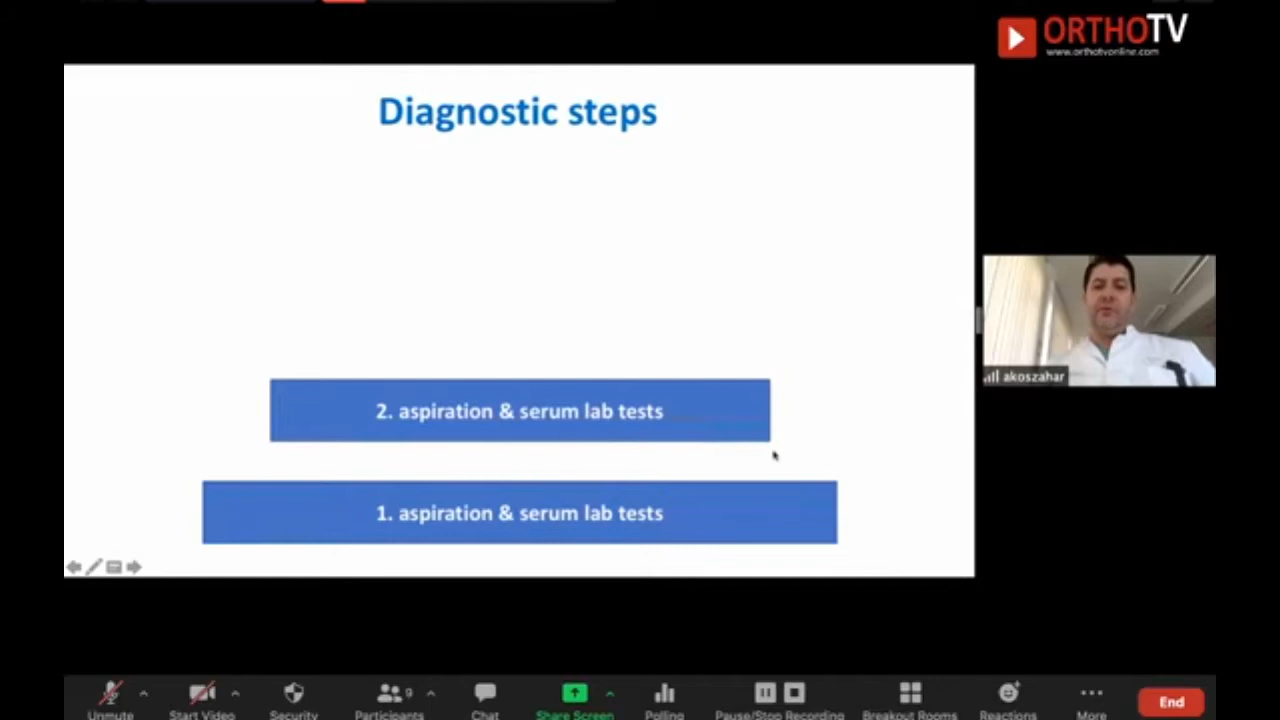 ORTHOTV
www.orthotvonline.com
Diagnostic steps
2. aspiration & serum lab tests
1. aspiration & serum lab tests
akoszahar
9
Unmute
Start Video
Security
Participants
Chat
Share Screen
Polling
Pause/Stop Recording
Breakout Rooms
Reactions
More
End